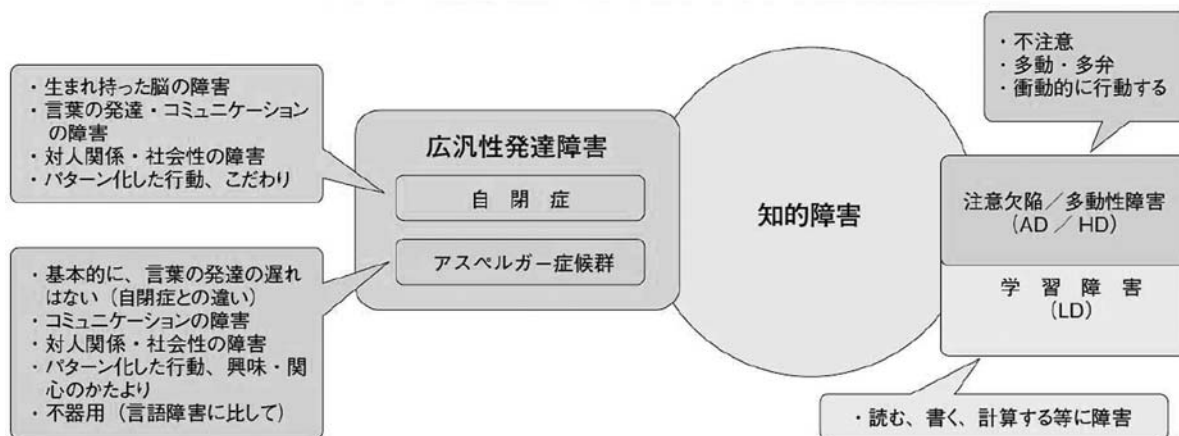 ・生まれ持った脳の障害
・言葉の発達・コミュニケーション
の障害
・対人関係・社会性の障害
・パターン化した行動、こだわり
・基本的に、言葉の発達の遅れ
はない（自閉症との違い）
・コミュニケーションの障害
・対人関係・社会性の障害
・パターン化した行動、興味・関
心のかたより
・不器用（言語障害に比して）
広汎性発達障害
自 閉 症
アスペルガー症候群
知的障害
・不注意
・多動・多弁
・衝動的に行動する
注意欠陥／多動性障害
（AD ／ HD）
学 習 障 害
（LD）
・読む、書く、計算する等に障害